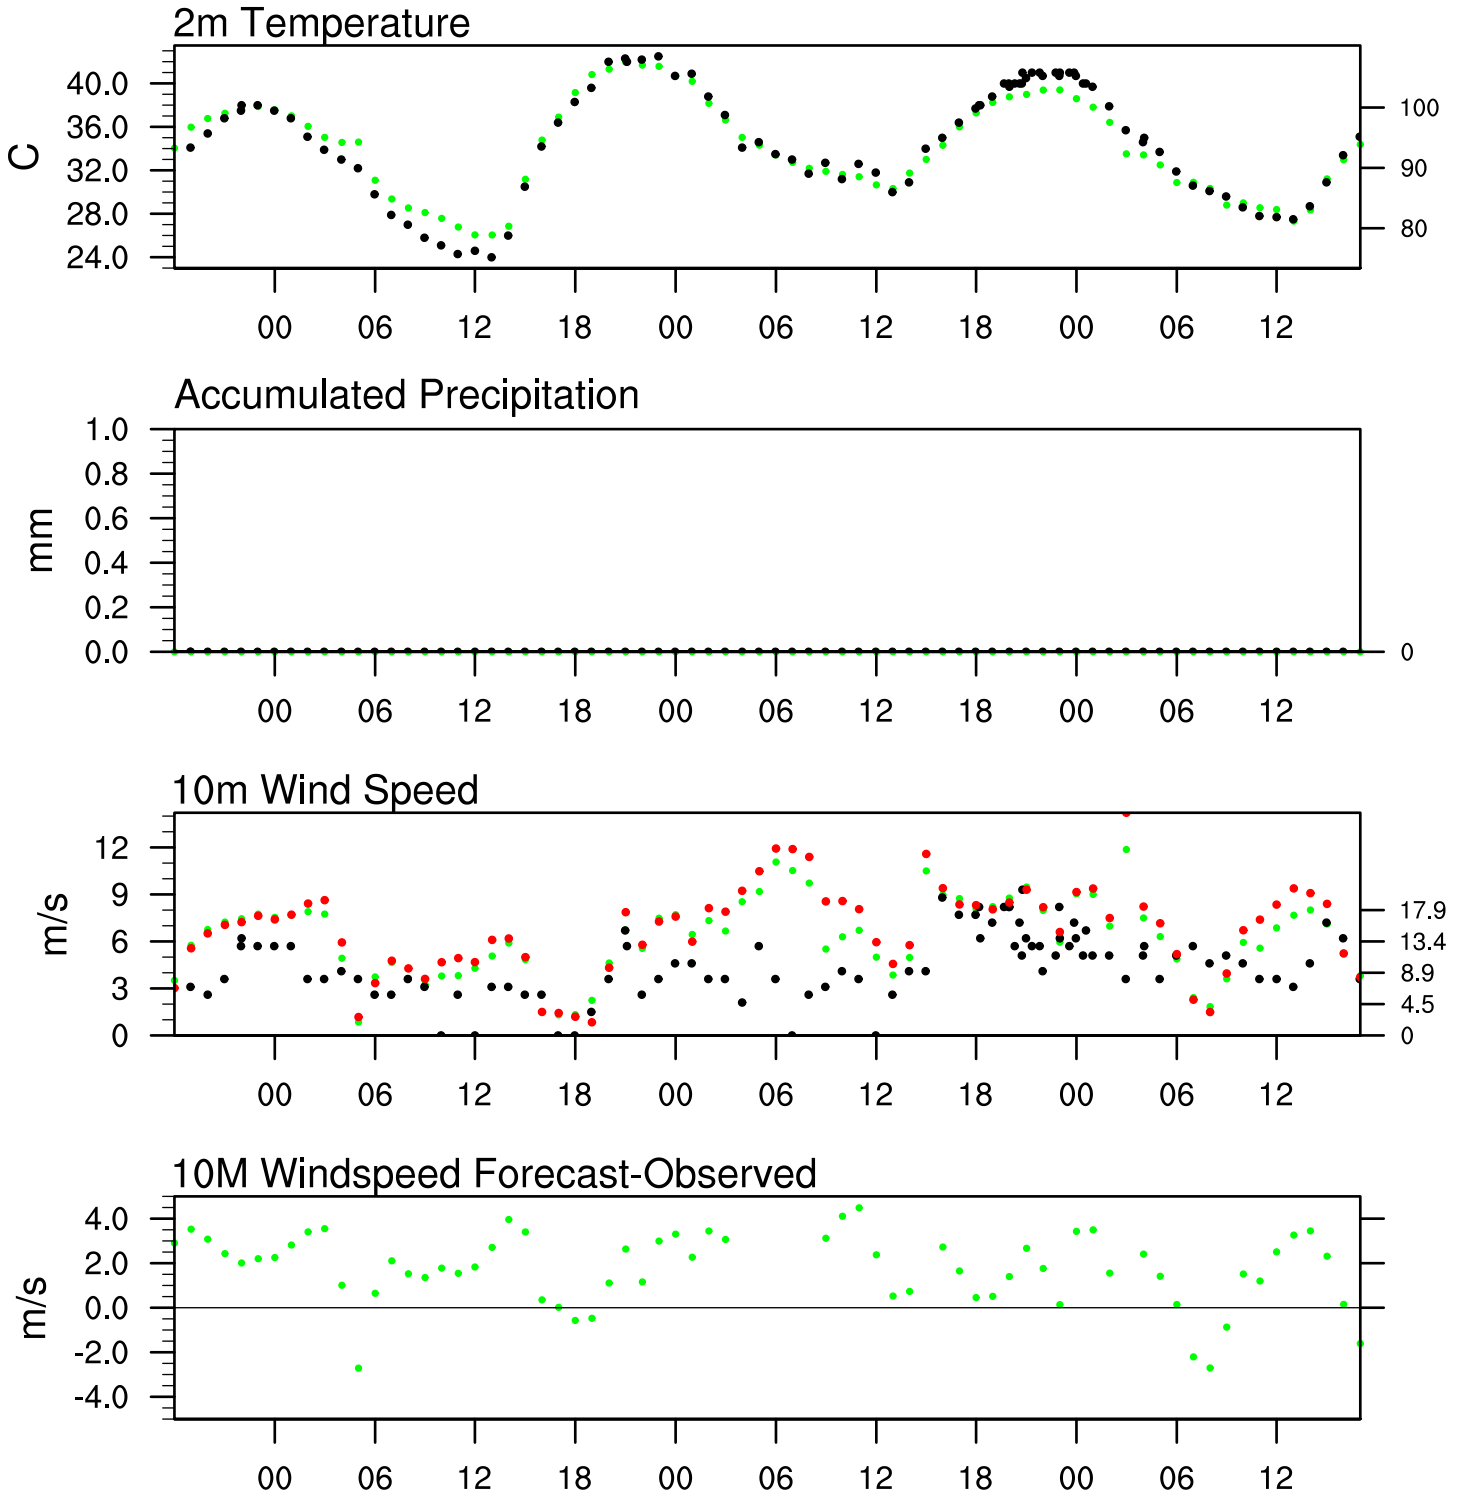 2m Temperature
40.0
36.0
32.0
28.0
24.0
C
100
90
80
00 06 12 18 00 06 12 18 00 06 12
Accumulated Precipitation
1.0
0.8
0.6
0.4
0.2
0.0
mm
0
00 06 12 18 00 06 12 18 00 06 12
10m Wind Speed
12
9
6
3
0
m/s
17.9
13.4
8.9
4.5
0
00 06 12 18 00 06 12 18 00 06 12
10M Windspeed Forecast-Observed
4.0
2.0
0.0
-2.0
-4.0
m/s
00 06 12 18 00 06 12 18 00 06 12